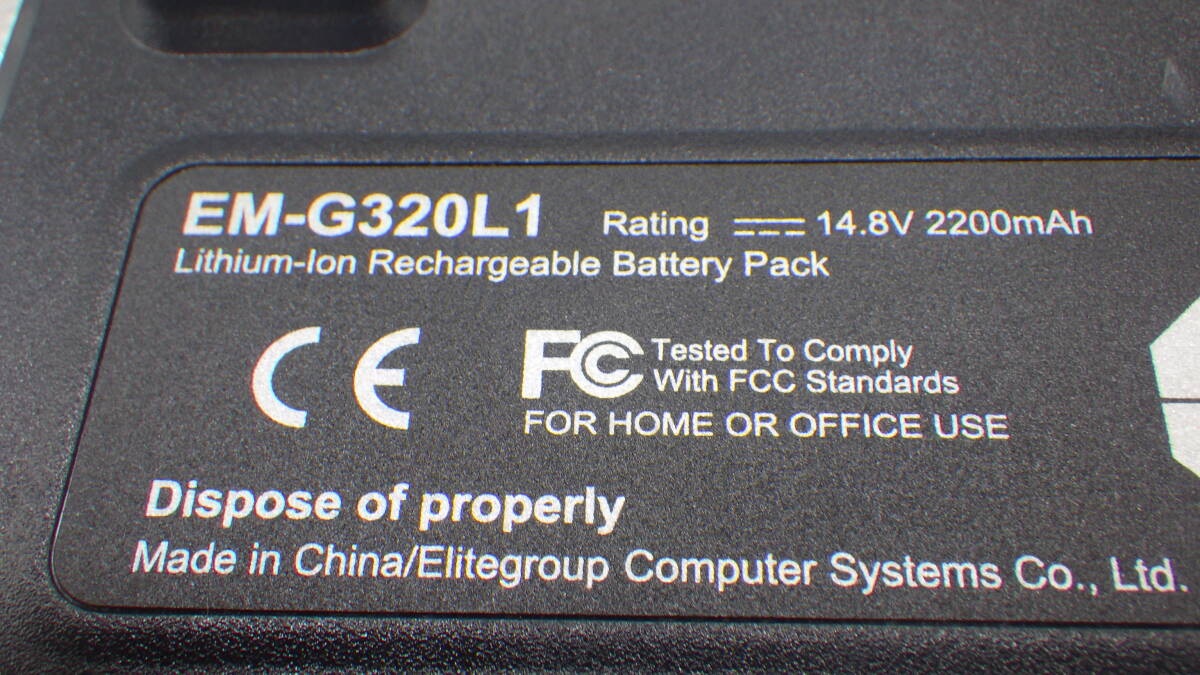 EM-G320L1 Rating 14.8V 2200mAh
Lithium-Ion Rechargeable Battery Pack
CE FC Tested To Comply
With FCC Standards
FOR HOME OR OFFICE USE
Dispose of properly
Made in China/Elitegroup Computer Systems Co., Ltd.